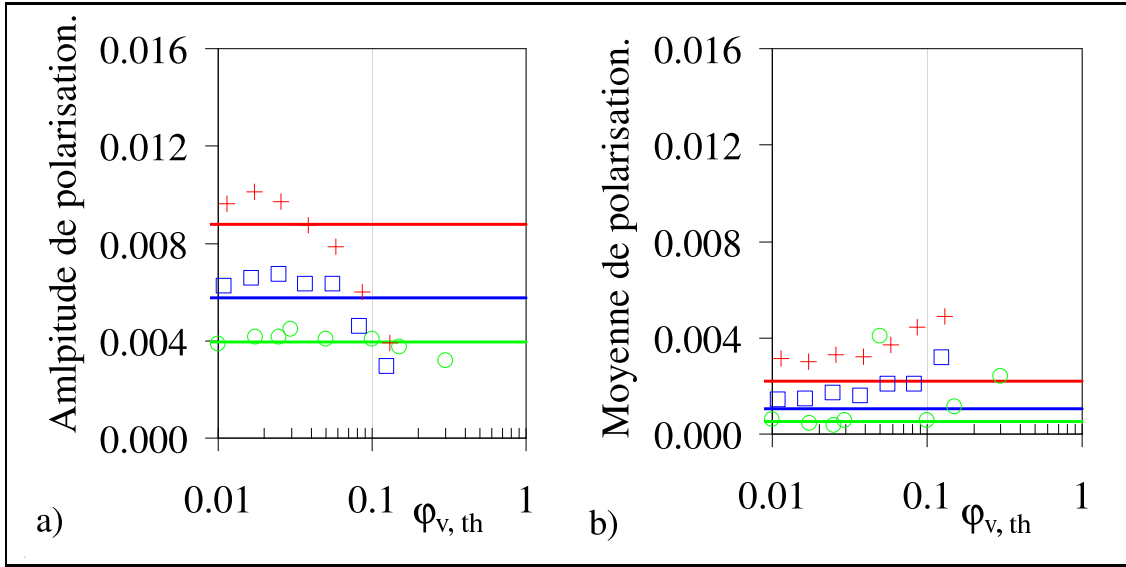 Amlpitude de polarisation.
0.016
0.012
0.008
0.004
0.000
0.01 0.1 1
φv, th
a)
Moyenne de polarisation.
0.016
0.012
0.008
0.004
0.000
0.01 0.1 1
φv, th
b)